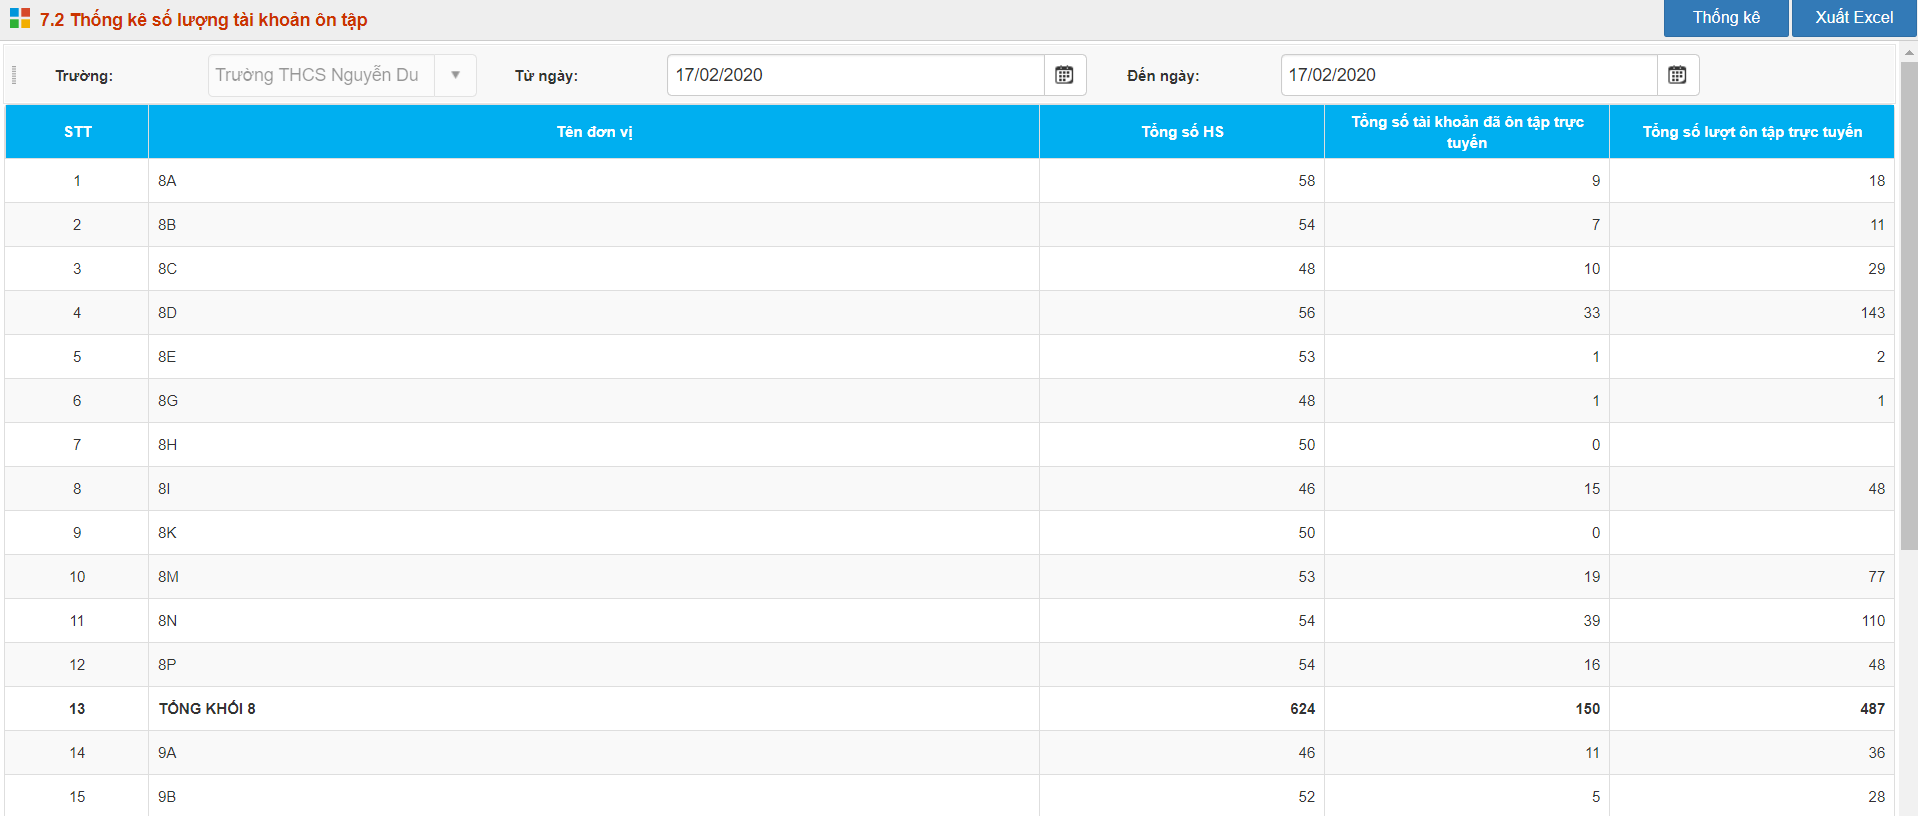 7.2 Thống kê số lượng tài khoản ôn tập
Thống kê
Xuất Excel
Trường: Trường THCS Nguyễn Du Từ ngày: 17/02/2020 Đến ngày: 17/02/2020
STT Tên đơn vị Tổng số HS Tổng số tài khoản đã ôn tập trực tuyến Tổng số lượt ôn tập trực tuyến
1 8A 58 9 18
2 8B 54 7 11
3 8C 48 10 29
4 8D 56 33 143
5 8E 53 1 2
6 8G 48 1 1
7 8H 50 0
8 8I 46 15 48
9 8K 50 0
10 8M 53 19 77
11 8N 54 39 110
12 8P 54 16 48
13 TỔNG KHỐI 8 624 150 487
14 9A 46 11 36
15 9B 52 5 28